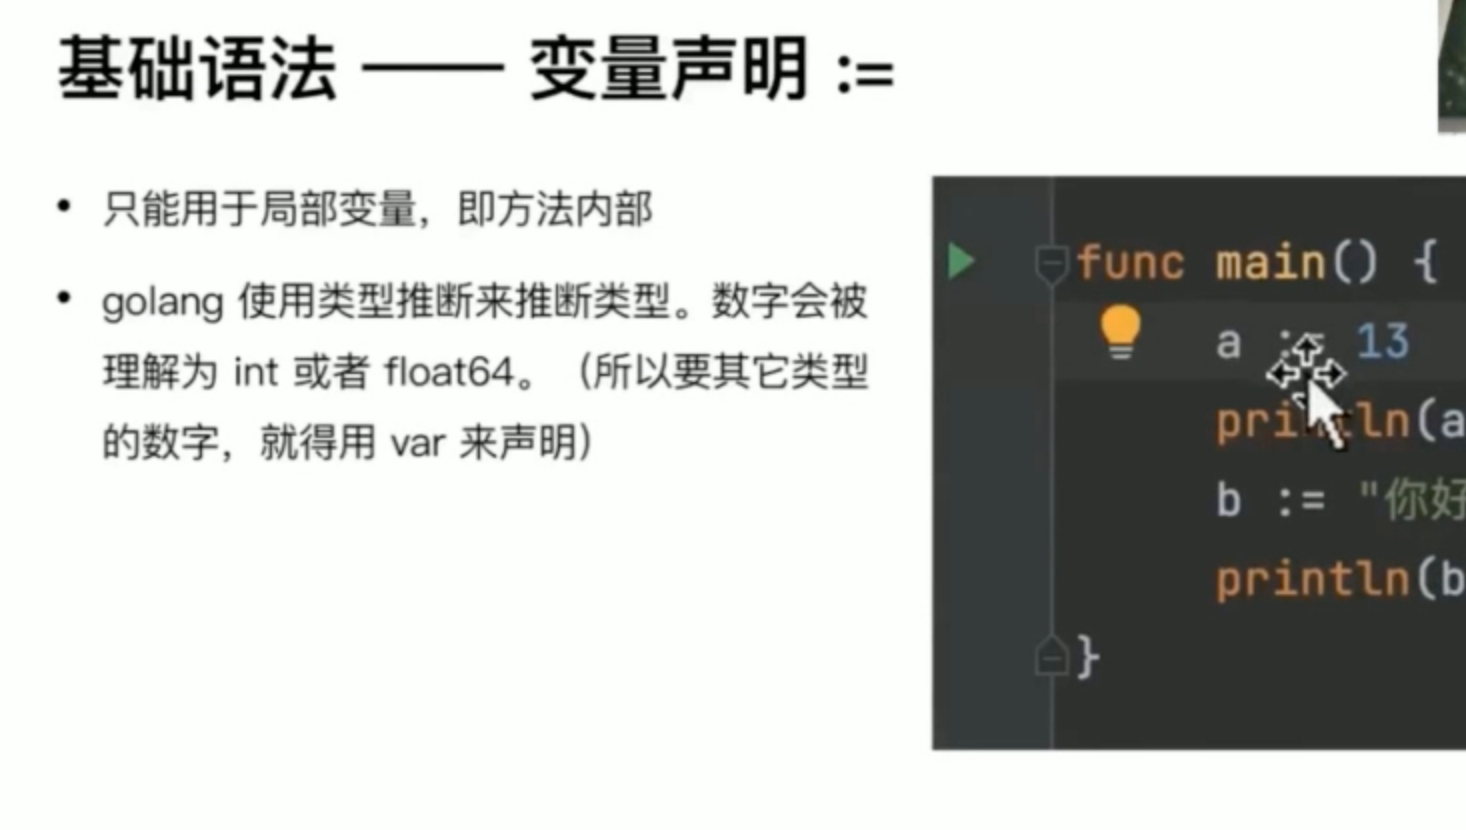 基础语法 —— 变量声明 :=
• 只能用于局部变量，即方法内部
• golang 使用类型推断来推断类型。数字会被
理解为 int 或者 float64。（所以要其它类型
的数字，就得用 var 来声明）
func main() {
a := 13
println(a
b := "你好
println(b
}